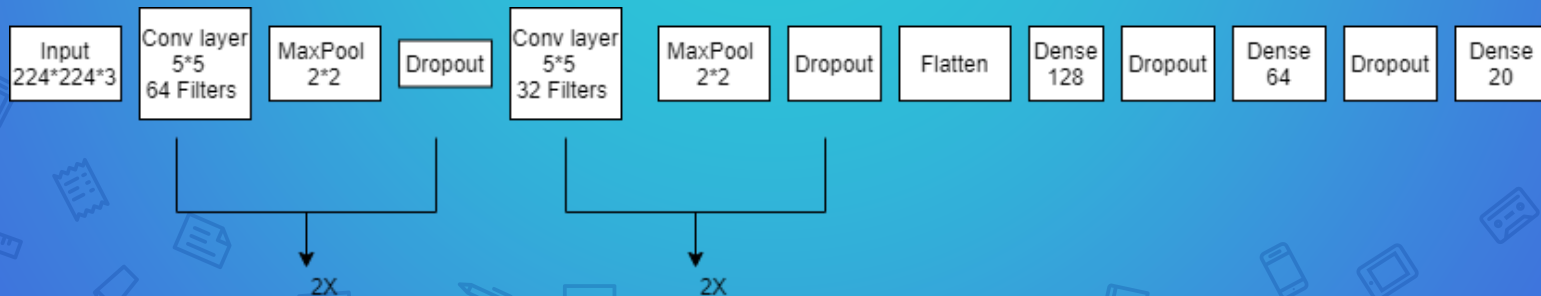 Input
224*224*3
Conv layer
5*5
64 Filters
MaxPool
2*2
Dropout
Conv layer
5*5
32 Filters
MaxPool
2*2
Dropout
Flatten
Dense
128
Dropout
Dense
64
Dropout
Dense
20
2X
2X